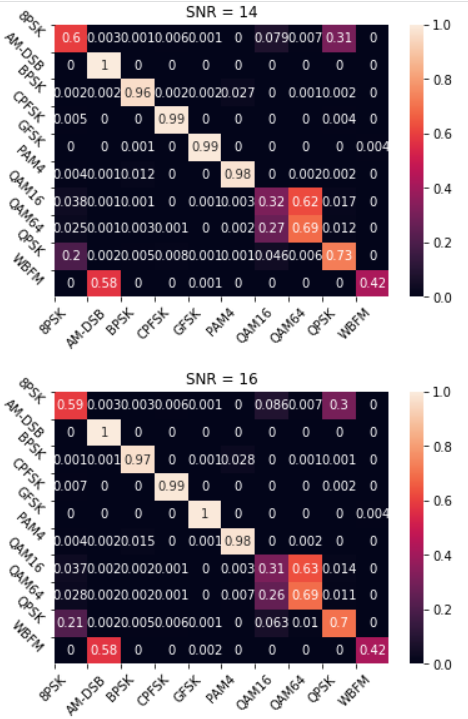 SNR = 14
8PSK 0.6 0.003 0.001 0.006 0.001 0 0.079 0.007 0.31 0
AM-DSB 0 1 0 0 0 0 0 0 0 0
BPSK 0.002 0.002 0.96 0.002 0.002 0.027 0 0.001 0.002 0
CPFSK 0.005 0 0 0.99 0 0 0 0 0.004 0
GFSK 0 0 0.001 0 0.99 0 0 0 0 0.004
PAM4 0.004 0.001 0.012 0 0 0.98 0 0.002 0.002 0
QAM16 0.038 0.001 0.001 0 0.001 0.003 0.32 0.62 0.017 0
QAM64 0.025 0.001 0.003 0.001 0 0.002 0.27 0.69 0.012 0
QPSK 0.2 0.002 0.005 0.008 0.001 0.001 0.046 0.006 0.73 0
WBFM 0 0.58 0 0 0.001 0 0 0 0 0.42
8PSK AM-DSB BPSK CPFSK GFSK PAM4 QAM16 QAM64 QPSK WBFM
1.0
0.8
0.6
0.4
0.2
0.0
SNR = 16
8PSK 0.59 0.003 0.003 0.006 0.001 0 0.086 0.007 0.3 0
AM-DSB 0 1 0 0 0 0 0 0 0 0
BPSK 0.001 0.001 0.97 0 0.001 0.028 0 0.001 0.001 0
CPFSK 0.007 0 0 0.99 0 0 0 0 0.002 0
GFSK 0 0 0 0 1 0 0 0 0 0.004
PAM4 0.004 0.002 0.015 0 0.001 0.98 0 0.002 0 0
QAM16 0.037 0.002 0.002 0.001 0 0.003 0.31 0.63 0.014 0
QAM64 0.028 0.002 0.002 0.001 0 0.007 0.26 0.69 0.011 0
QPSK 0.21 0.002 0.005 0.006 0.001 0 0.063 0.01 0.7 0
WBFM 0 0.58 0 0 0.002 0 0 0 0 0.42
8PSK AM-DSB BPSK CPFSK GFSK PAM4 QAM16 QAM64 QPSK WBFM
1.0
0.8
0.6
0.4
0.2
0.0